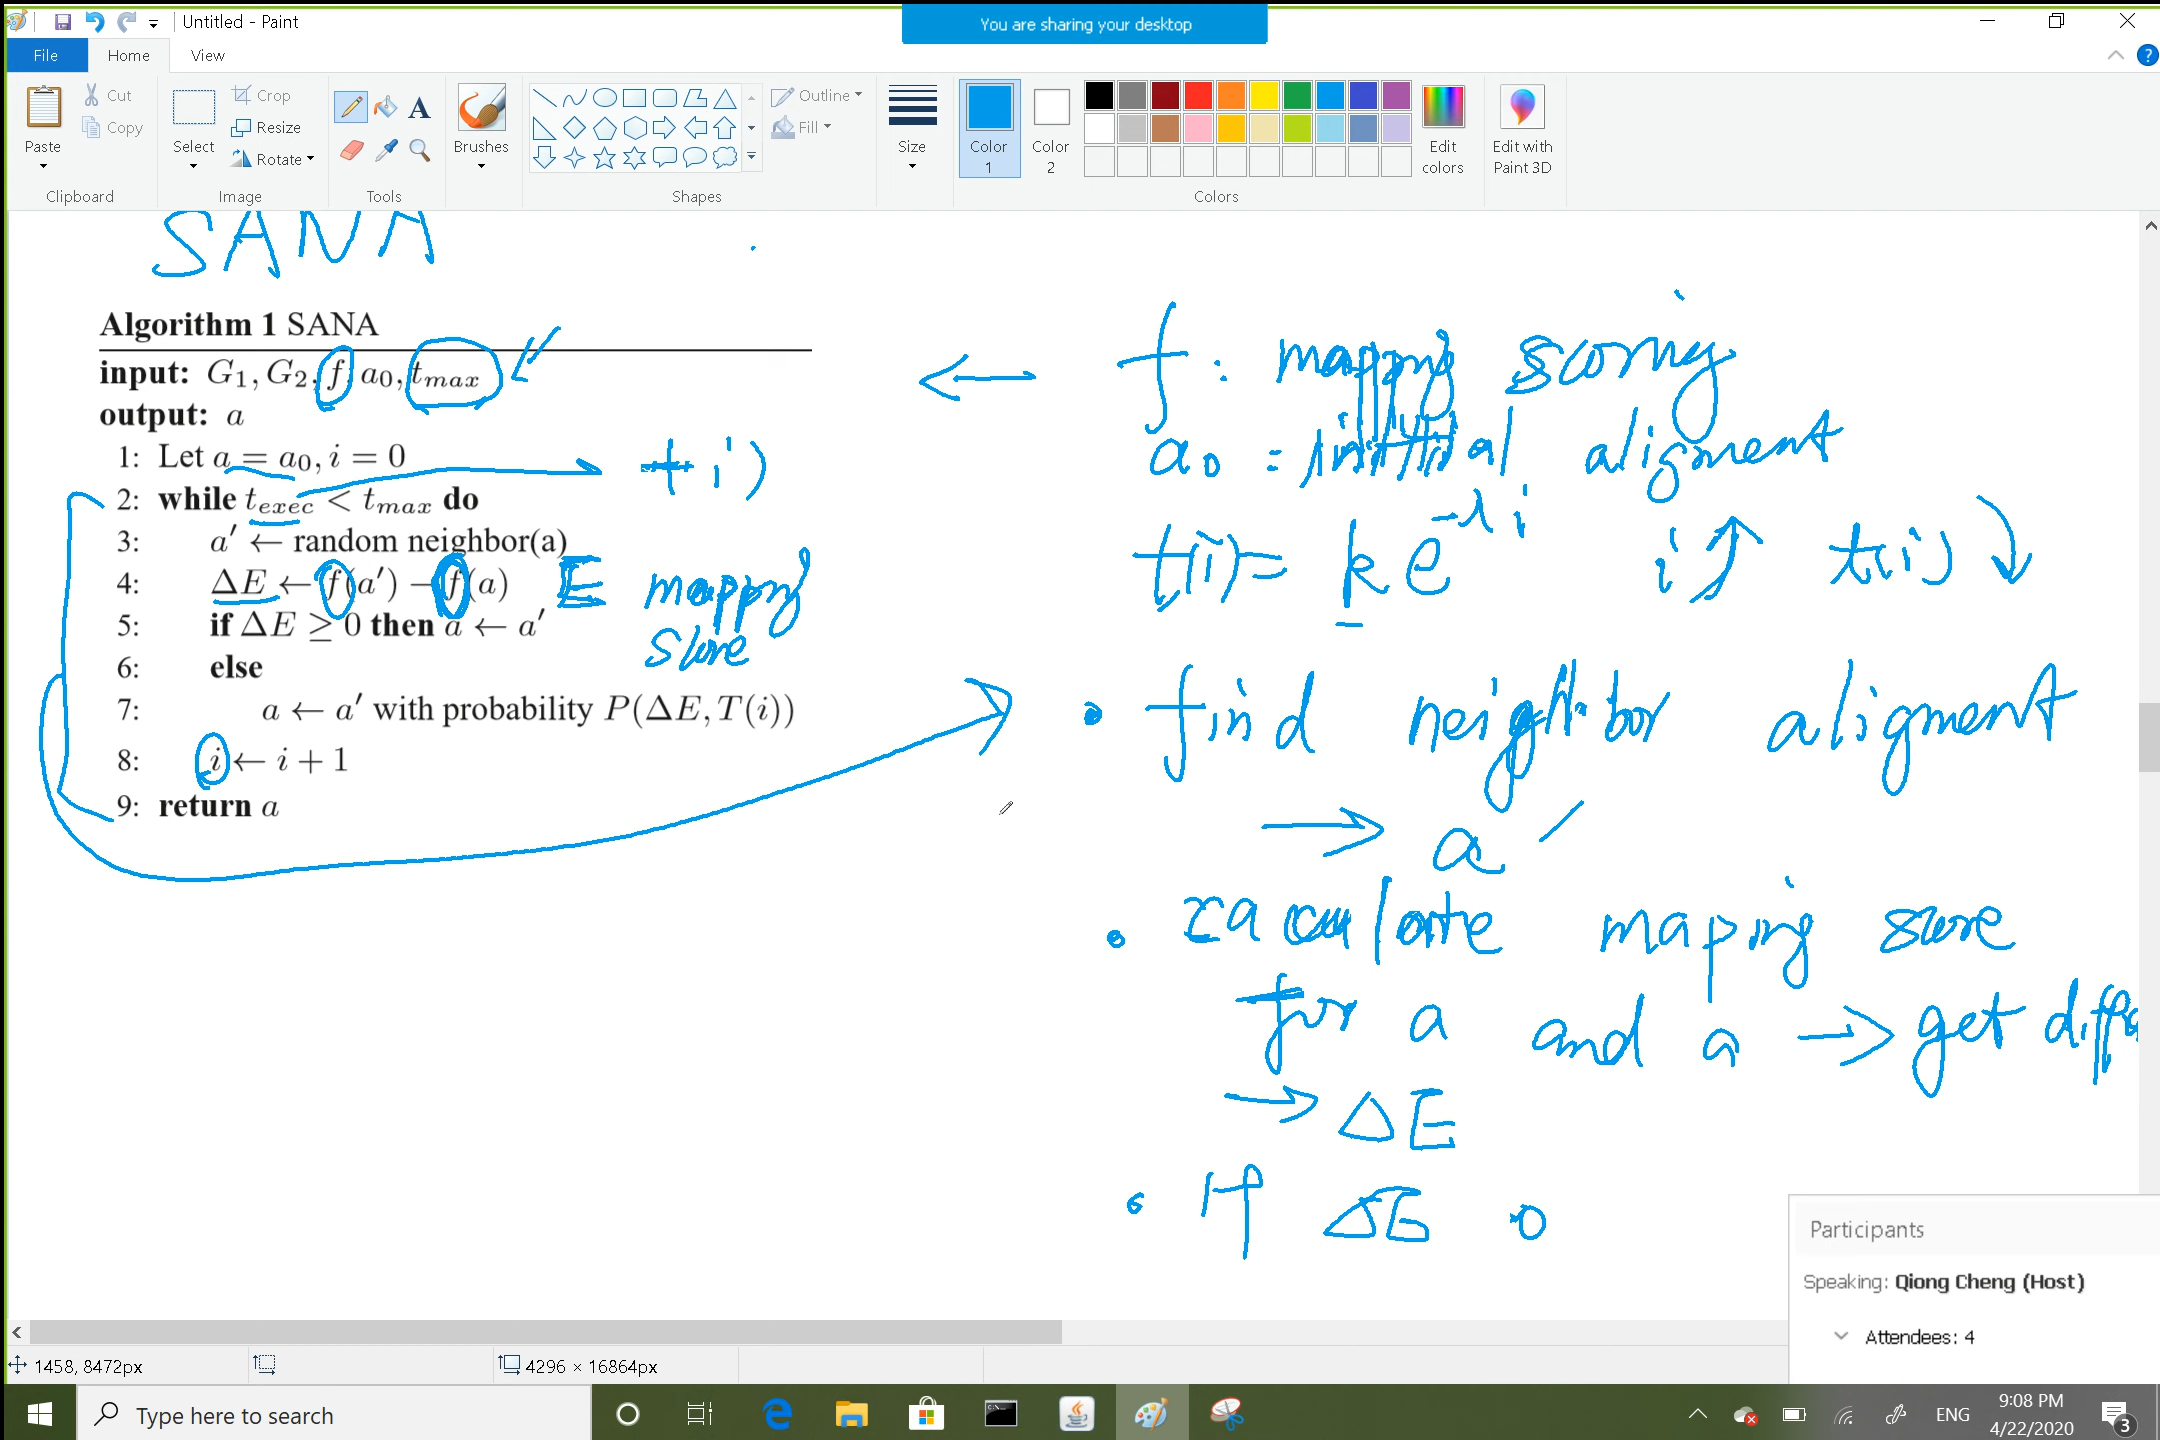 Untitled - Paint
You are sharing your desktop
File Home View
Paste
Cut
Copy
Clipboard
Select
Crop
Resize
Rotate
Image
Tools
Brushes
Shapes
Outline
Fill
Size
Color 1
Color 2
Colors
Edit colors
Edit with Paint 3D
SANA
Algorithm 1 SANA
input: G₁, G₂, f, a₀, tₘₐₓ
output: a
1: Let a = a₀, i = 0
2: while t_exec < t_max do
3: a′ ← random neighbor(a)
4: ΔE ← f(a′) − f(a)
5: if ΔE ≥ 0 then a ← a′
6: else
7: a ← a′ with probability P(ΔE, T(i))
8: i ← i + 1
9: return a
E mapping
score
f : mapping scoring
a₀ = initial aligment
t(i) = k e^{-λi} i ↑ t(i) ↓
• find neighbor aligment
→ a′
• calculate maping score
for a and a → get diff
→ ΔE
• if ΔE 0
Participants
Speaking: Qiong Cheng (Host)
Attendees: 4
1458, 8472px
4296 × 16864px
Type here to search
ENG
9:08 PM
4/22/2020
3